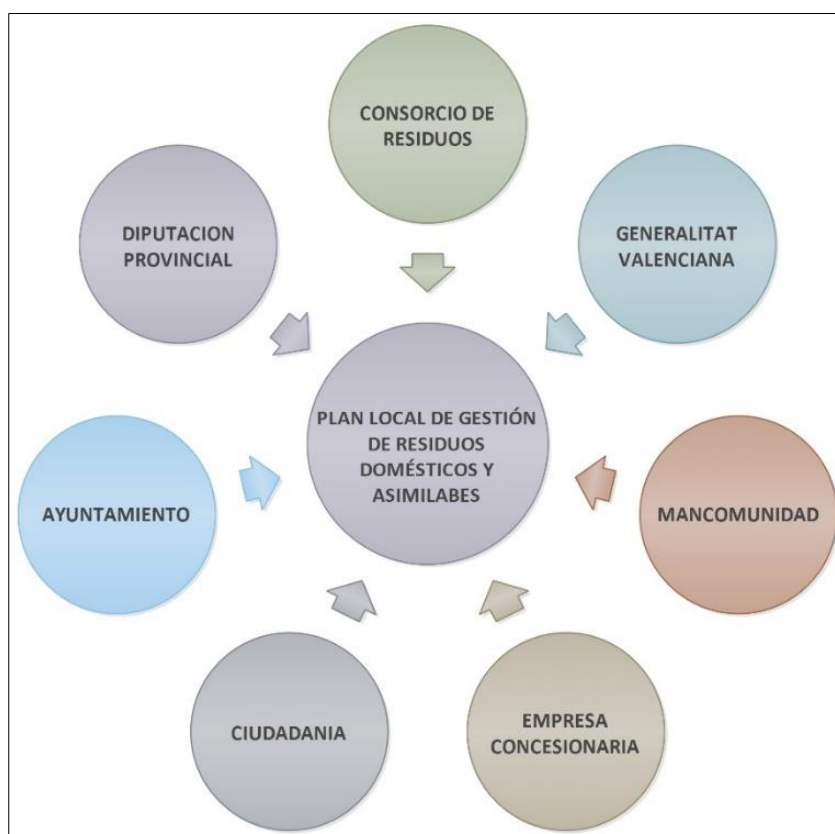 CONSORCIO DE
RESIDUOS
DIPUTACION
PROVINCIAL
GENERALITAT
VALENCIANA
PLAN LOCAL DE GESTIÓN
DE RESIDUOS
DOMÉSTICOS Y
ASIMILABES
AYUNTAMIENTO
MANCOMUNIDAD
CIUDADANIA
EMPRESA
CONCESIONARIA